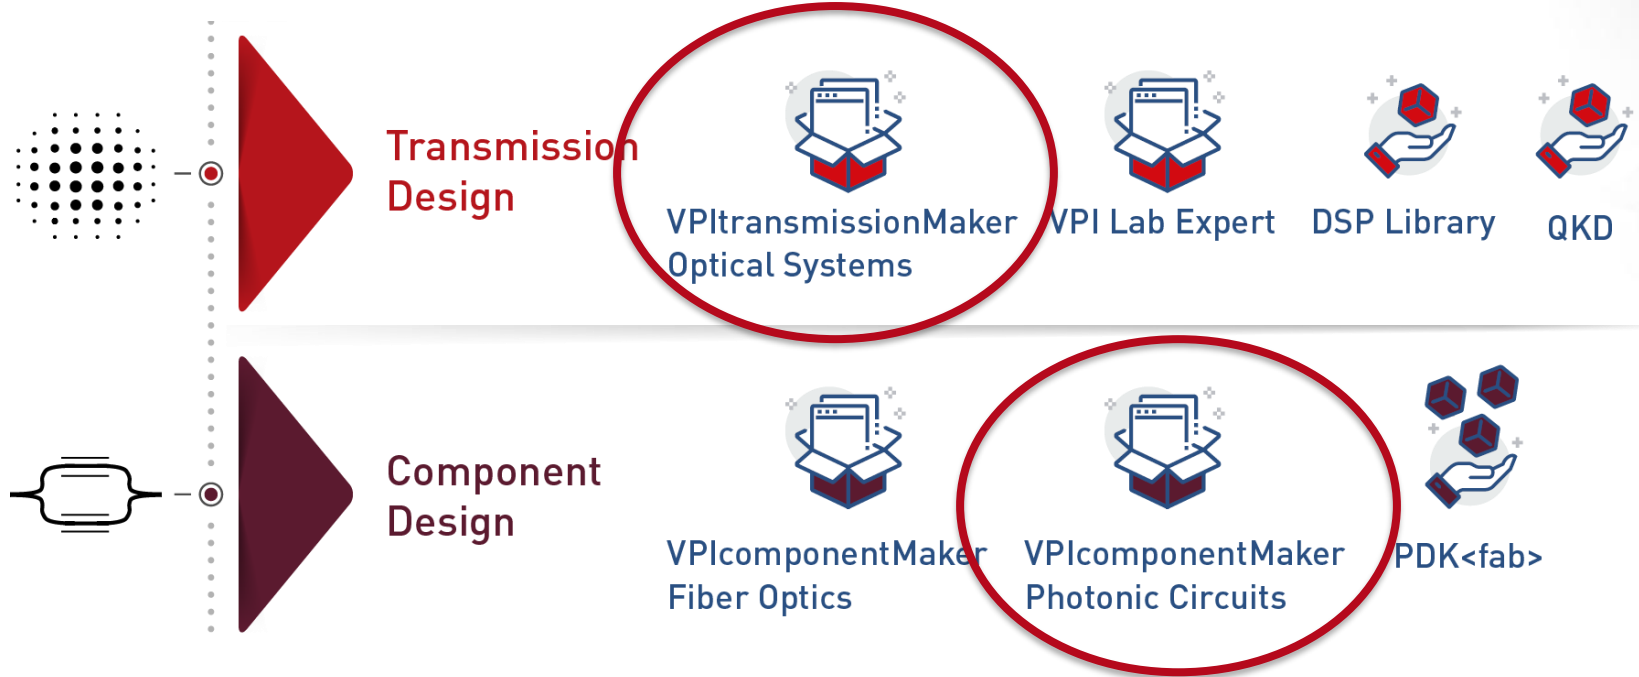 Transmission
Design
VPItransmissionMaker
Optical Systems
VPI Lab Expert
DSP Library
QKD
Component
Design
VPIcomponentMaker
Fiber Optics
VPIcomponentMaker
Photonic Circuits
PDK<fab>